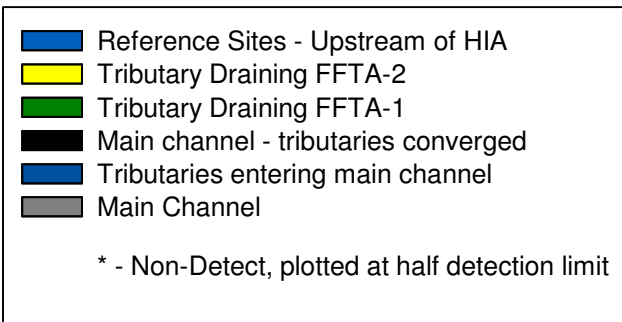 Reference Sites - Upstream of HIA
Tributary Draining FFTA-2
Tributary Draining FFTA-1
Main channel - tributaries converged
Tributaries entering main channel
Main Channel
* - Non-Detect, plotted at half detection limit